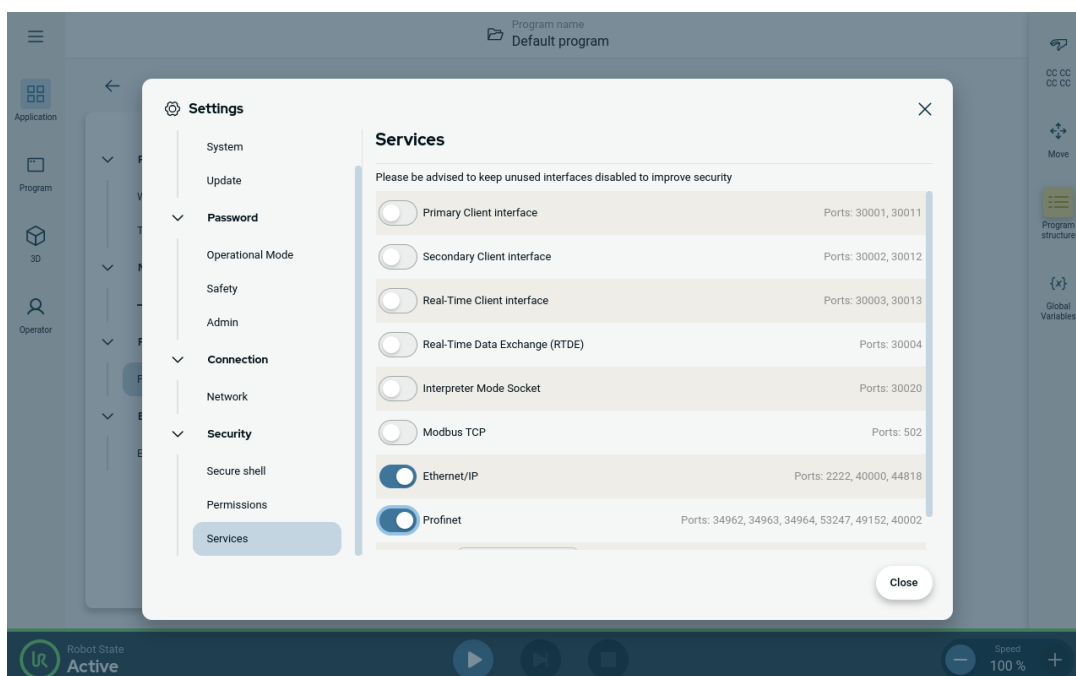 Program name
Default program
Application
Program
3D
Operator
Settings
System
Update
Password
Operational Mode
Safety
Admin
Connection
Network
Security
Secure shell
Permissions
Services
Services
Please be advised to keep unused interfaces disabled to improve security
Primary Client interface Ports: 30001, 30011
Secondary Client interface Ports: 30002, 30012
Real-Time Client interface Ports: 30003, 30013
Real-Time Data Exchange (RTDE) Ports: 30004
Interpreter Mode Socket Ports: 30020
Modbus TCP Ports: 502
Ethernet/IP Ports: 2222, 40000, 44818
Profinet Ports: 34962, 34963, 34964, 53247, 49152, 40002
Close
CC CC
CC CC
Move
Program
structure
{x}
Global
Variables
UR
Robot State
Active
Speed
100 %